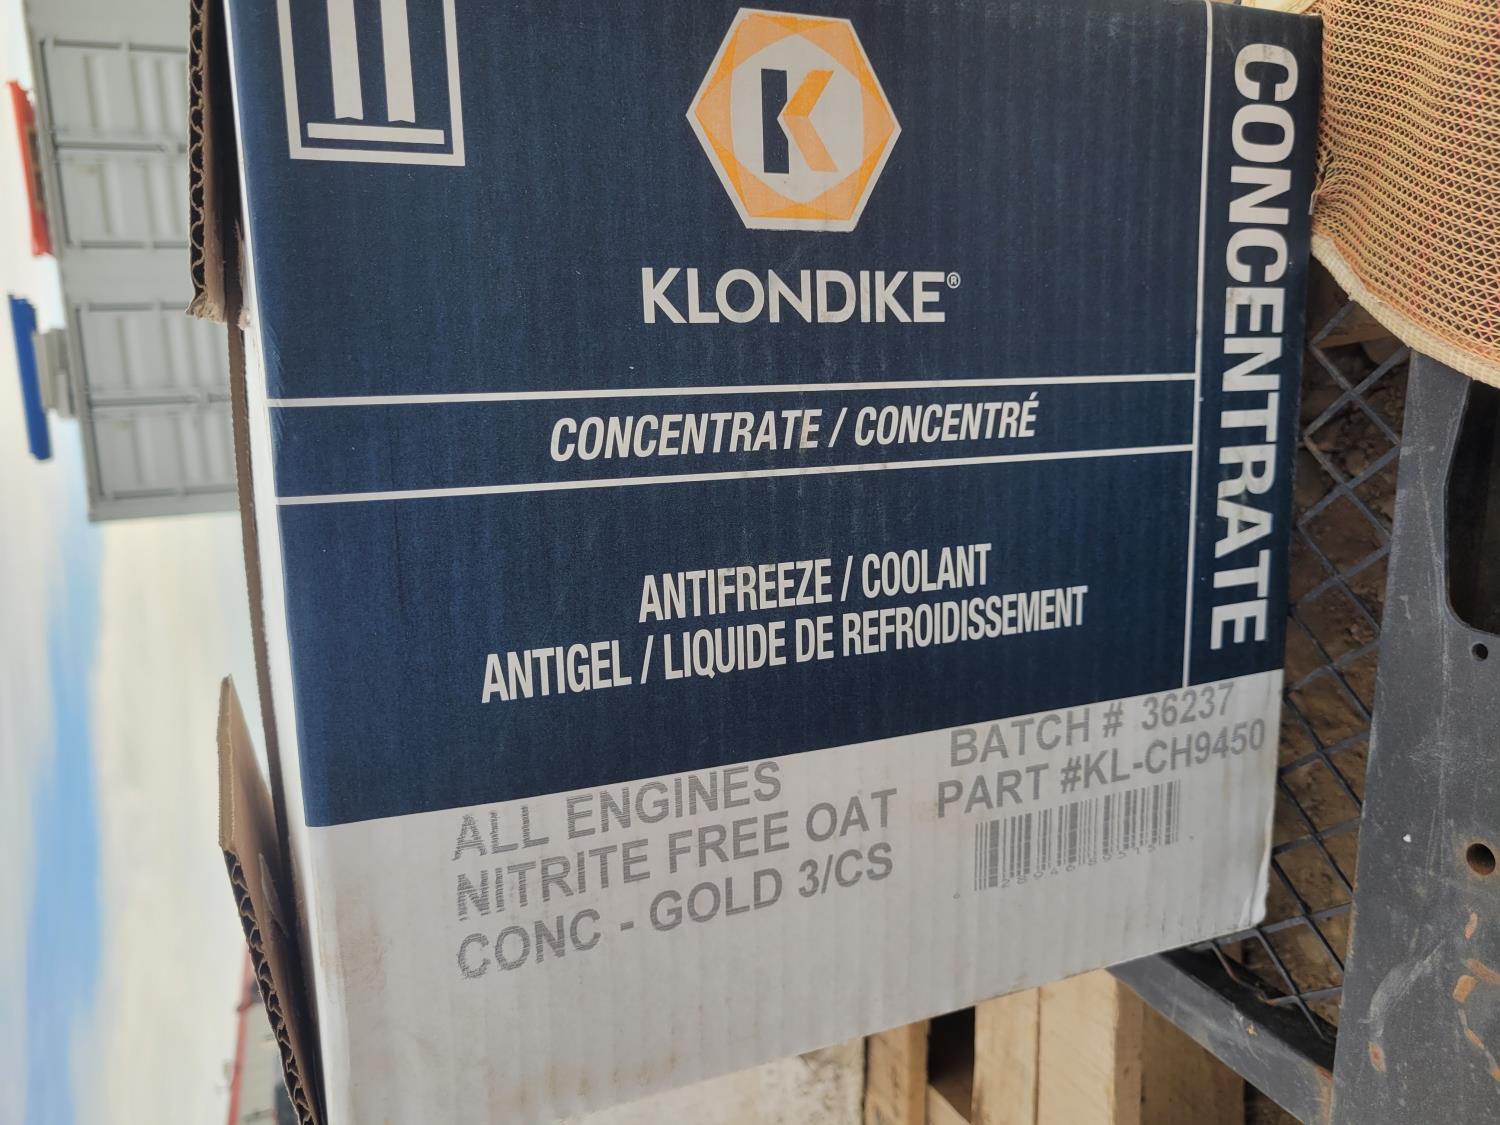 K
KLONDIKE®
CONCENTRATE / CONCENTRÉ
ANTIFREEZE / COOLANT
ANTIGEL / LIQUIDE DE REFROIDISSEMENT
CONCENTRATE
ALL ENGINES
NITRITE FREE OAT
CONC - GOLD 3/CS
BATCH # 36237
PART #KL-CH9450